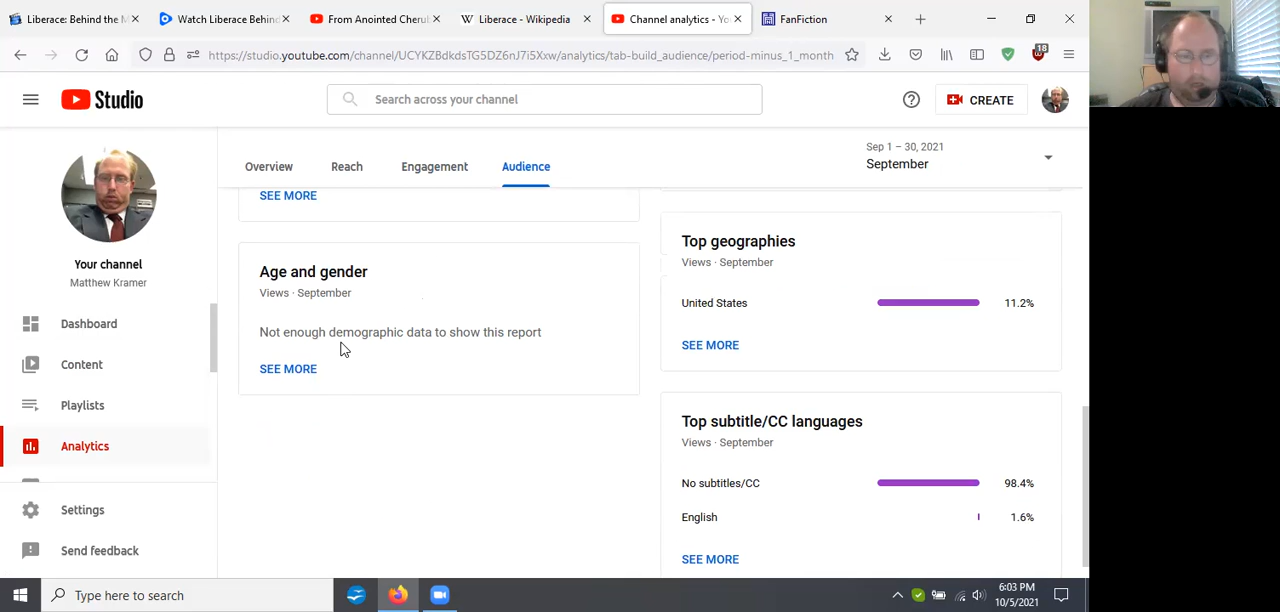 Liberace: Behind the M
Watch Liberace Behind
From Anointed Cherub
Liberace - Wikipedia
Channel analytics - Yo
FanFiction
https://studio.youtube.com/channel/UCYKZBdkdsTG5DZ6nJ7i5Xxw/analytics/tab-build_audience/period-minus_1_month
18
Studio
Search across your channel
CREATE
Your channel
Matthew Kramer
Dashboard
Content
Playlists
Analytics
Settings
Send feedback
Overview
Reach
Engagement
Audience
Sep 1 – 30, 2021
September
SEE MORE
Age and gender
Views · September
Not enough demographic data to show this report
SEE MORE
Top geographies
Views · September
United States 11.2%
SEE MORE
Top subtitle/CC languages
Views · September
No subtitles/CC 98.4%
English 1.6%
SEE MORE
Type here to search
6:03 PM
10/5/2021